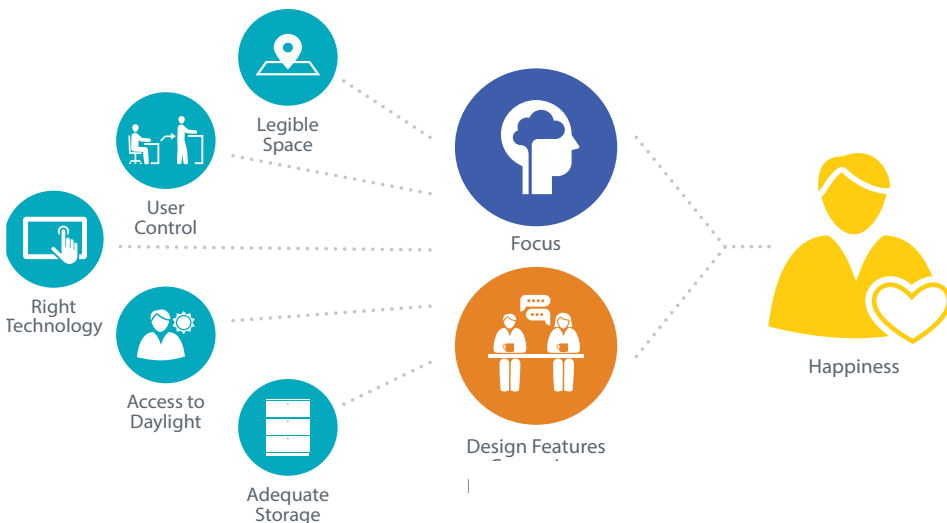 Legible
Space
User
Control
Right
Technology
Access to
Daylight
Adequate
Storage
Focus
Design Features
Happiness